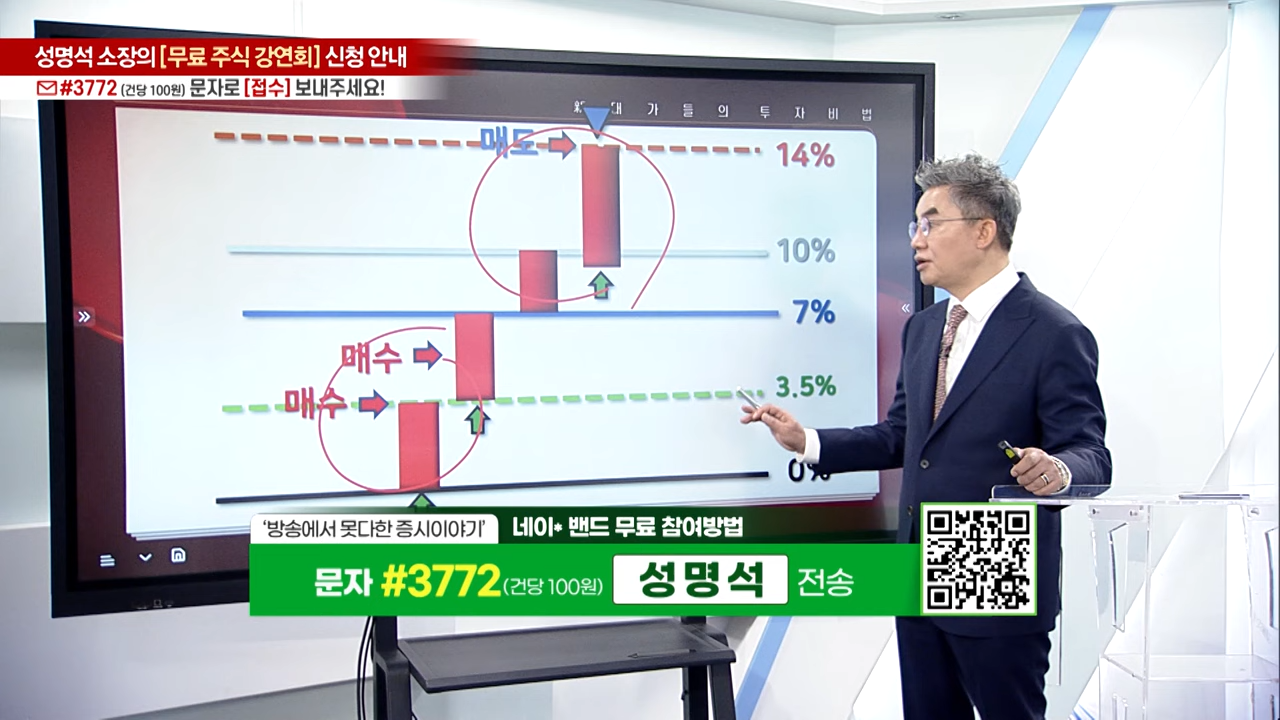 성명석 소장의 [무료 주식 강연회] 신청 안내
#3772 (건당 100원) 문자로 [접수] 보내주세요!
대 가 들 의 투 자 비 법
매도
14%
10%
7%
매수
매수
3.5%
0%
'방송에서 못다한 증시이야기' 네이* 밴드 무료 참여방법
문자 #3772 (건당 100원) 성명석 전송